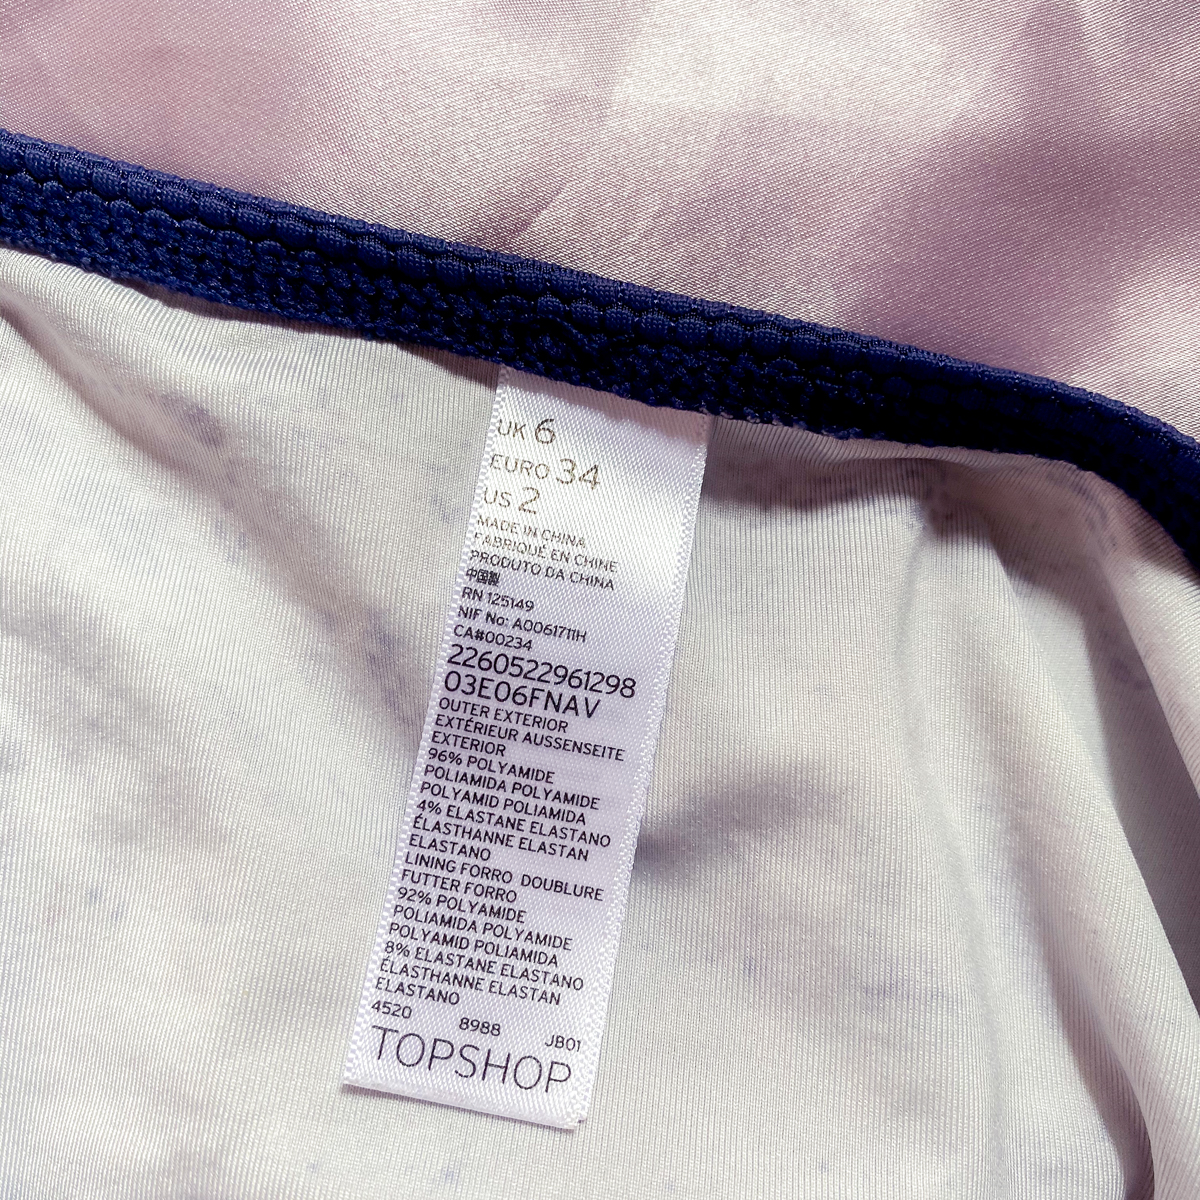 UK 6
EURO 34
US 2
MADE IN CHINA
FABRIQUÉ EN CHINE
PRODUTO DA CHINA
中国製
RN 125149
NIF No: A0061711H
CA#00234
2260522961298
03E06FNAV
OUTER EXTERIOR
EXTÉRIEUR AUSSENSEITE
EXTERIOR
96% POLYAMIDE
POLIAMIDA POLYAMIDE
POLYAMID POLIAMIDA
4% ELASTANE ELASTANO
ÉLASTHANNE ELASTAN
ELASTANO
LINING FORRO DOUBLURE
FUTTER FORRO
92% POLYAMIDE
POLIAMIDA POLYAMIDE
POLYAMID POLIAMIDA
8% ELASTANE ELASTANO
ÉLASTHANNE ELASTAN
ELASTANO
4520 8988 JB01
TOPSHOP